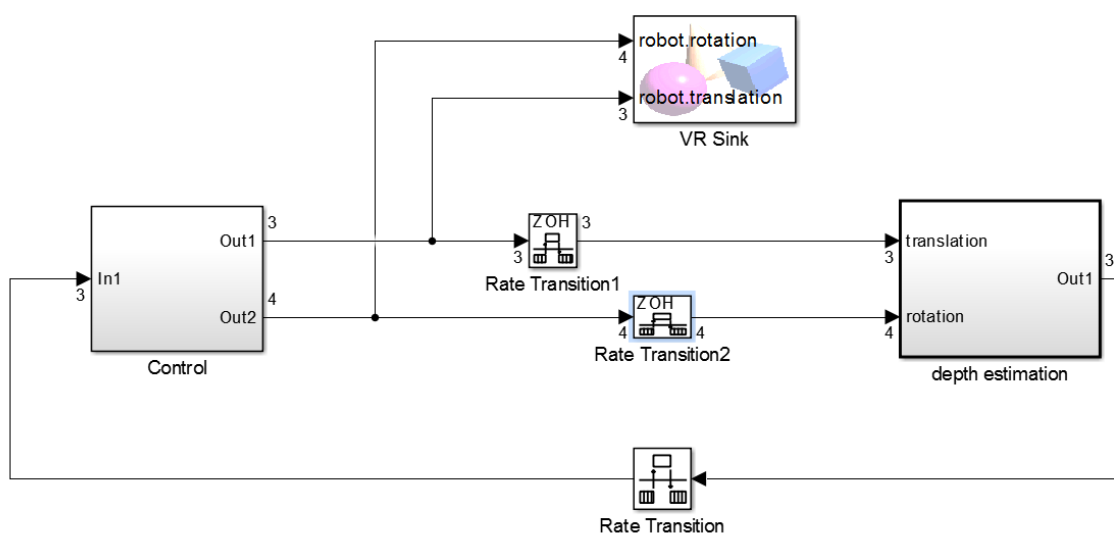 robot.rotation
4
robot.translation
3
VR Sink
3
Out1
In1
3
4
Out2
Control
ZOH
3
3
Rate Transition1
ZOH
4
4
Rate Transition2
translation
3
3
Out1
rotation
4
depth estimation
Rate Transition